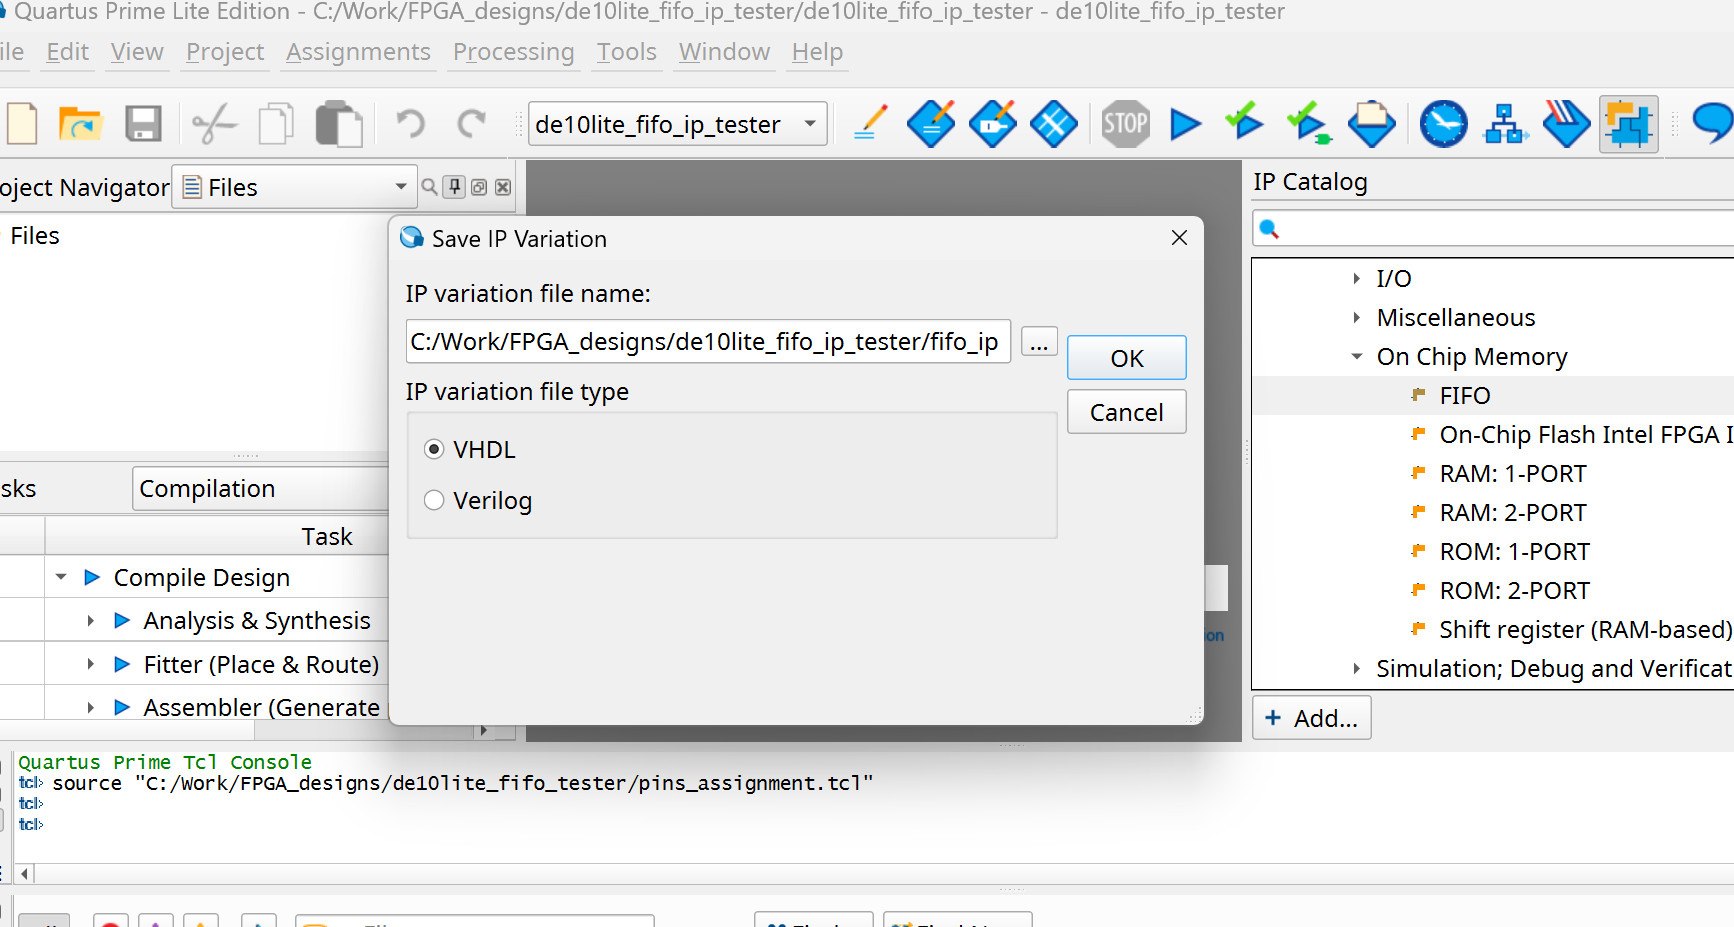 Quartus Prime Lite Edition - C:/Work/FPGA_designs/de10lite_fifo_ip_tester/de10lite_fifo_ip_tester - de10lite_fifo_ip_tester
ile Edit View Project Assignments Processing Tools Window Help
de10lite_fifo_ip_tester
STOP
oject Navigator Files
IP Catalog
Files
Save IP Variation
IP variation file name:
C:/Work/FPGA_designs/de10lite_fifo_ip_tester/fifo_ip
...
OK
Cancel
IP variation file type
VHDL
Verilog
I/O
Miscellaneous
On Chip Memory
FIFO
On-Chip Flash Intel FPGA I
RAM: 1-PORT
RAM: 2-PORT
ROM: 1-PORT
ROM: 2-PORT
Shift register (RAM-based)
Simulation; Debug and Verificat
+ Add...
sks Compilation
Task
Compile Design
Analysis & Synthesis
Fitter (Place & Route)
Assembler (Generate
ion
Quartus Prime Tcl Console
tcl> source "C:/Work/FPGA_designs/de10lite_fifo_tester/pins_assignment.tcl"
tcl>
tcl>